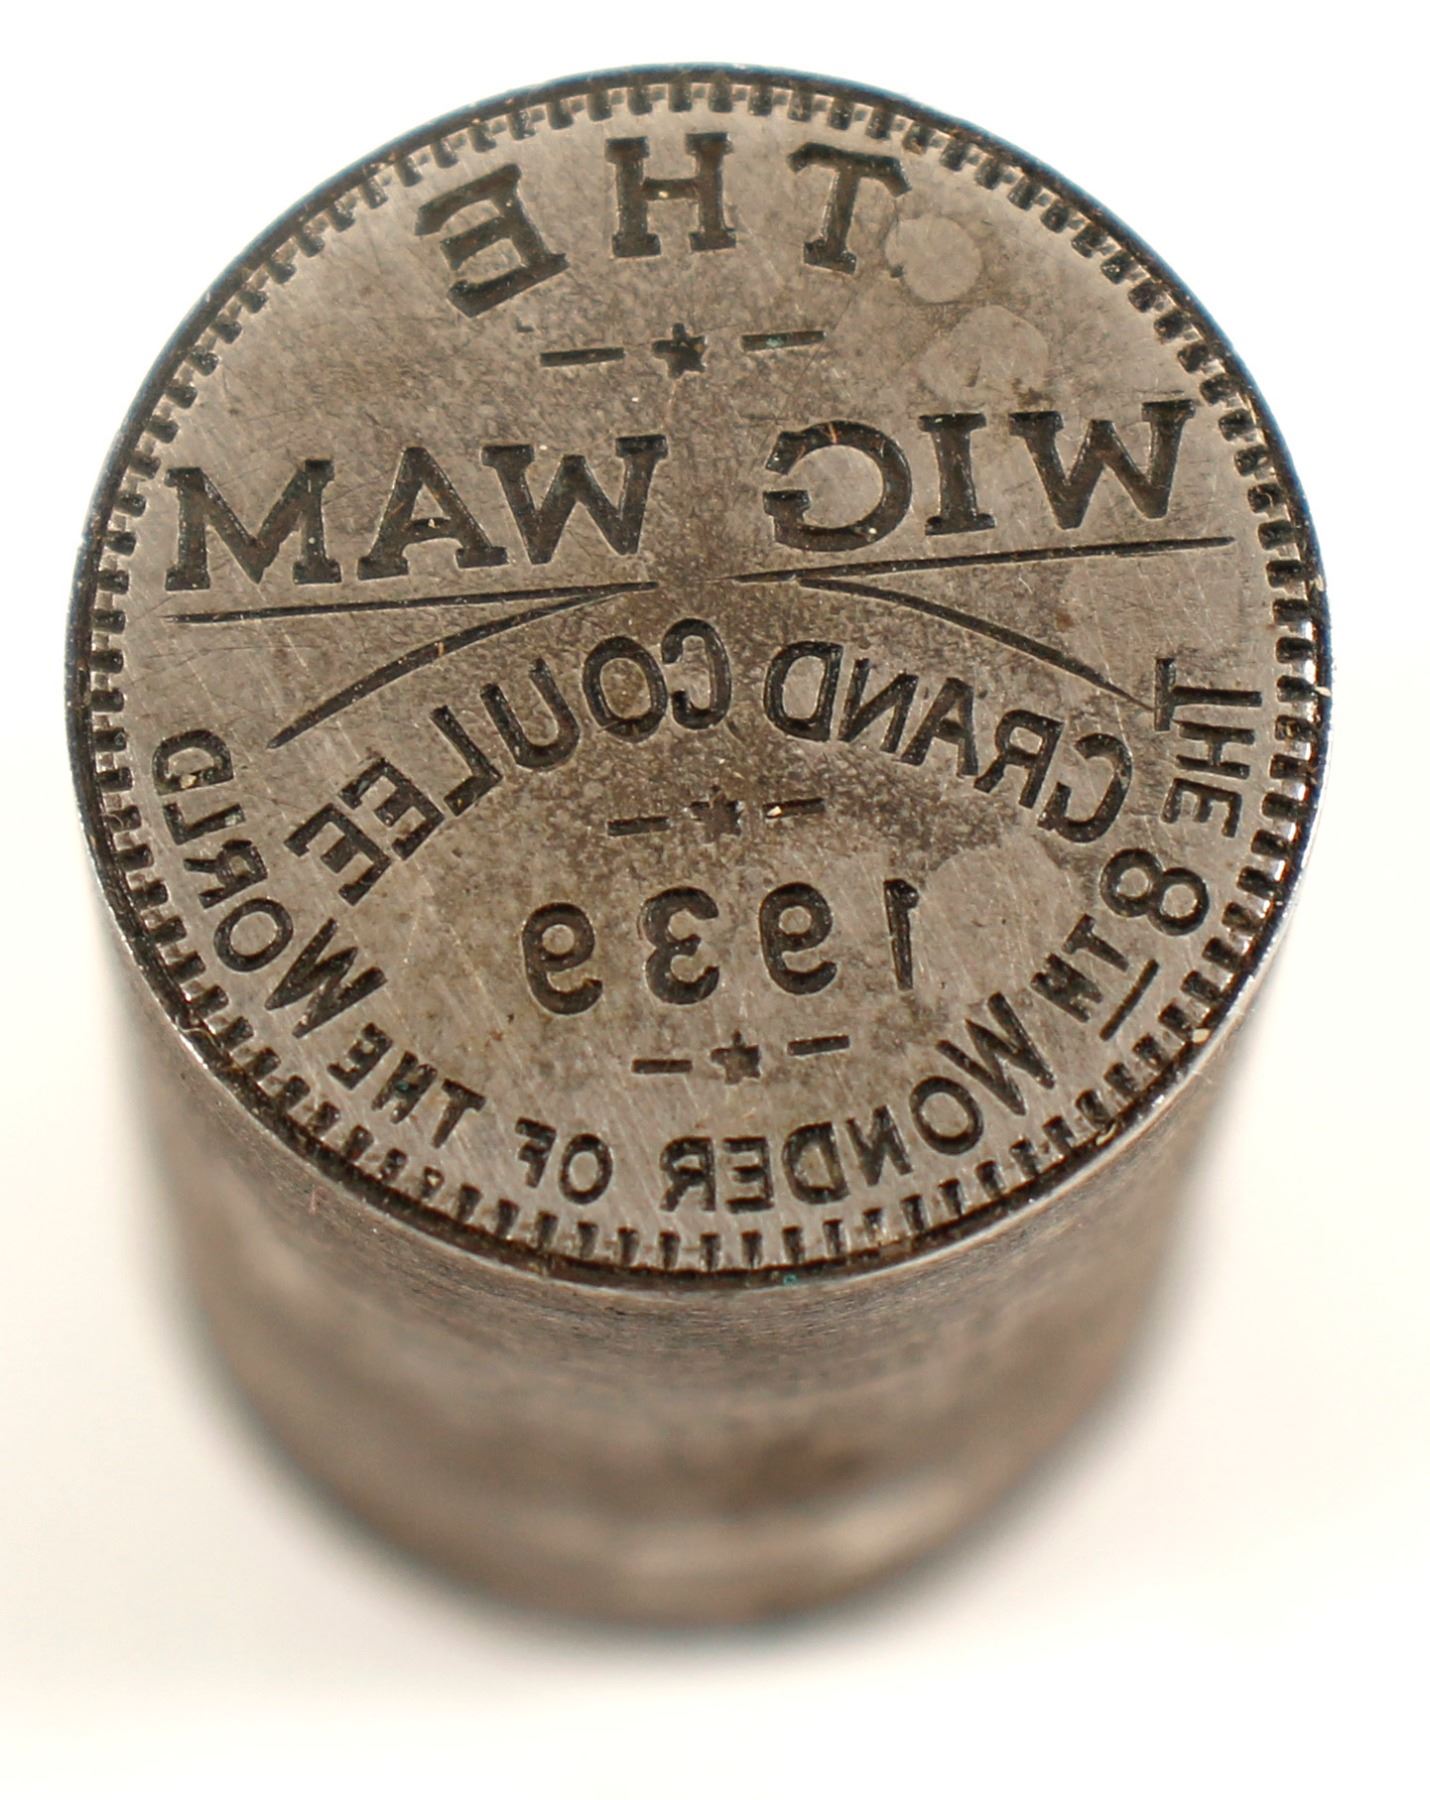 THE
WIG WAM
GRAND COULEE
1939
THE 8TH WONDER OF THE WORLD